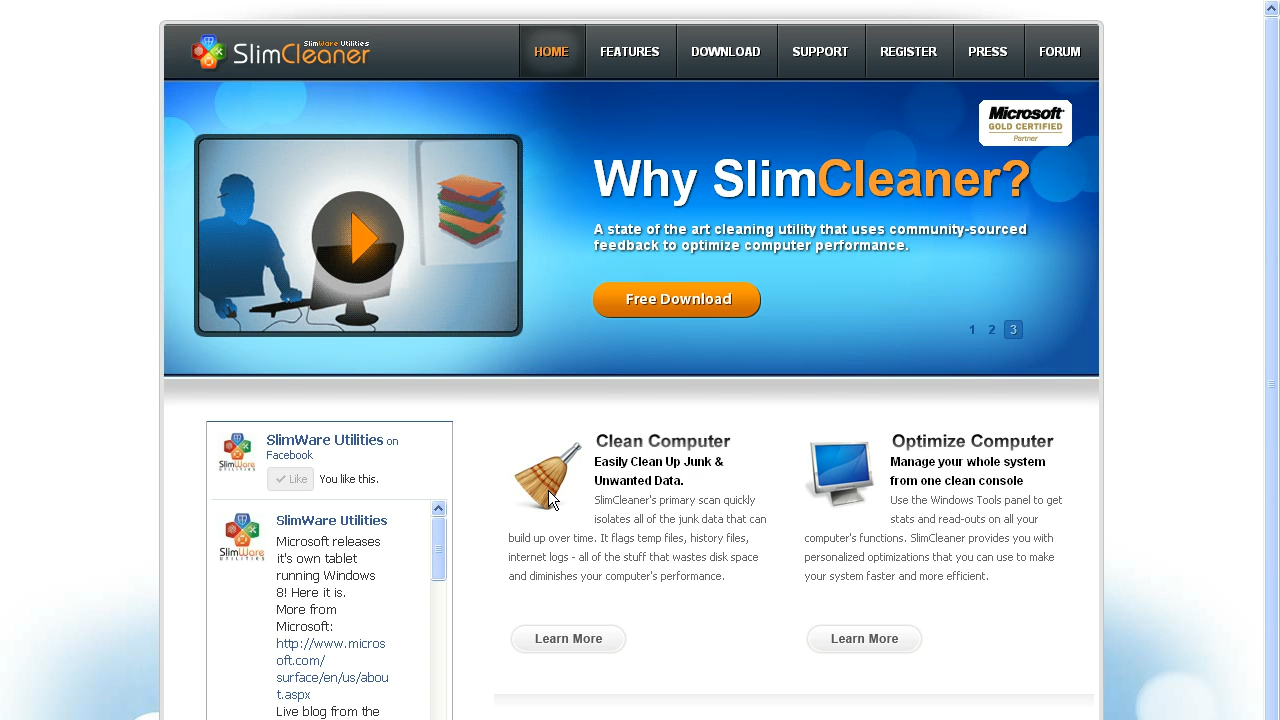 SlimWare Utilities
SlimCleaner
HOME
FEATURES
DOWNLOAD
SUPPORT
REGISTER
PRESS
FORUM
Microsoft
GOLD CERTIFIED
Partner
Why SlimCleaner?
A state of the art cleaning utility that uses community-sourced
feedback to optimize computer performance.
Free Download
1 2 3
SlimWare
UTILITIES
SlimWare Utilities on
Facebook
Like You like this.
SlimWare
UTILITIES
SlimWare Utilities
Microsoft releases
it's own tablet
running Windows
8! Here it is.
More from
Microsoft:
http://www.micros
oft.com/
surface/en/us/abou
t.aspx
Live blog from the
Clean Computer
Easily Clean Up Junk &
Unwanted Data.
SlimCleaner's primary scan quickly
isolates all of the junk data that can
build up over time. It flags temp files, history files,
internet logs - all of the stuff that wastes disk space
and diminishes your computer's performance.
Learn More
Optimize Computer
Manage your whole system
from one clean console
Use the Windows Tools panel to get
stats and read-outs on all your
computer's functions. SlimCleaner provides you with
personalized optimizations that you can use to make
your system faster and more efficient.
Learn More